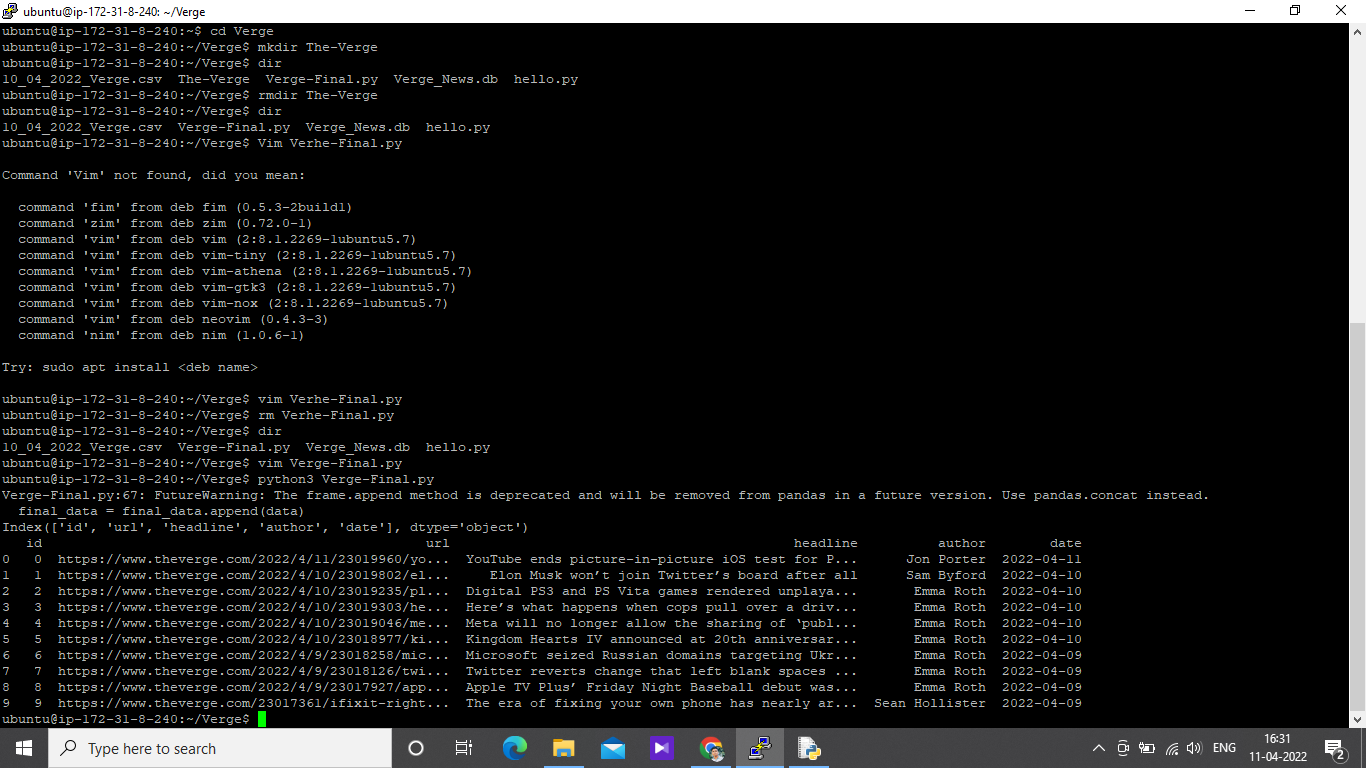 ubuntu@ip-172-31-8-240: ~/Verge
ubuntu@ip-172-31-8-240:~$ cd Verge
ubuntu@ip-172-31-8-240:~/Verge$ mkdir The-Verge
ubuntu@ip-172-31-8-240:~/Verge$ dir
10_04_2022_Verge.csv  The-Verge  Verge-Final.py  Verge_News.db  hello.py
ubuntu@ip-172-31-8-240:~/Verge$ rmdir The-Verge
ubuntu@ip-172-31-8-240:~/Verge$ dir
10_04_2022_Verge.csv  Verge-Final.py  Verge_News.db  hello.py
ubuntu@ip-172-31-8-240:~/Verge$ Vim Verhe-Final.py
Command 'Vim' not found, did you mean:
  command 'fim' from deb fim (0.5.3-2build1)
  command 'zim' from deb zim (0.72.0-1)
  command 'vim' from deb vim (2:8.1.2269-1ubuntu5.7)
  command 'vim' from deb vim-tiny (2:8.1.2269-1ubuntu5.7)
  command 'vim' from deb vim-athena (2:8.1.2269-1ubuntu5.7)
  command 'vim' from deb vim-gtk3 (2:8.1.2269-1ubuntu5.7)
  command 'vim' from deb vim-nox (2:8.1.2269-1ubuntu5.7)
  command 'vim' from deb neovim (0.4.3-3)
  command 'nim' from deb nim (1.0.6-1)
Try: sudo apt install <deb name>
ubuntu@ip-172-31-8-240:~/Verge$ vim Verhe-Final.py
ubuntu@ip-172-31-8-240:~/Verge$ rm Verhe-Final.py
ubuntu@ip-172-31-8-240:~/Verge$ dir
10_04_2022_Verge.csv  Verge-Final.py  Verge_News.db  hello.py
ubuntu@ip-172-31-8-240:~/Verge$ vim Verge-Final.py
ubuntu@ip-172-31-8-240:~/Verge$ python3 Verge-Final.py
Verge-Final.py:67: FutureWarning: The frame.append method is deprecated and will be removed from pandas in a future version. Use pandas.concat instead.
  final_data = final_data.append(data)
Index(['id', 'url', 'headline', 'author', 'date'], dtype='object')
   id  url  headline  author  date
0  0  https://www.theverge.com/2022/4/11/23019960/yo...  YouTube ends picture-in-picture iOS test for P...  Jon Porter  2022-04-11
1  1  https://www.theverge.com/2022/4/10/23019802/el...  Elon Musk won’t join Twitter’s board after all  Sam Byford  2022-04-10
2  2  https://www.theverge.com/2022/4/10/23019235/pl...  Digital PS3 and PS Vita games rendered unplaya...  Emma Roth  2022-04-10
3  3  https://www.theverge.com/2022/4/10/23019303/he...  Here’s what happens when cops pull over a driv...  Emma Roth  2022-04-10
4  4  https://www.theverge.com/2022/4/10/23019046/me...  Meta will no longer allow the sharing of ‘publ...  Emma Roth  2022-04-10
5  5  https://www.theverge.com/2022/4/10/23018977/ki...  Kingdom Hearts IV announced at 20th anniversar...  Emma Roth  2022-04-10
6  6  https://www.theverge.com/2022/4/9/23018258/mic...  Microsoft seized Russian domains targeting Ukr...  Emma Roth  2022-04-09
7  7  https://www.theverge.com/2022/4/9/23018126/twi...  Twitter reverts change that left blank spaces ...  Emma Roth  2022-04-09
8  8  https://www.theverge.com/2022/4/9/23017927/app...  Apple TV Plus’ Friday Night Baseball debut was...  Emma Roth  2022-04-09
9  9  https://www.theverge.com/23017361/ifixit-right...  The era of fixing your own phone has nearly ar...  Sean Hollister  2022-04-09
ubuntu@ip-172-31-8-240:~/Verge$
Type here to search
ENG
16:31
11-04-2022
2